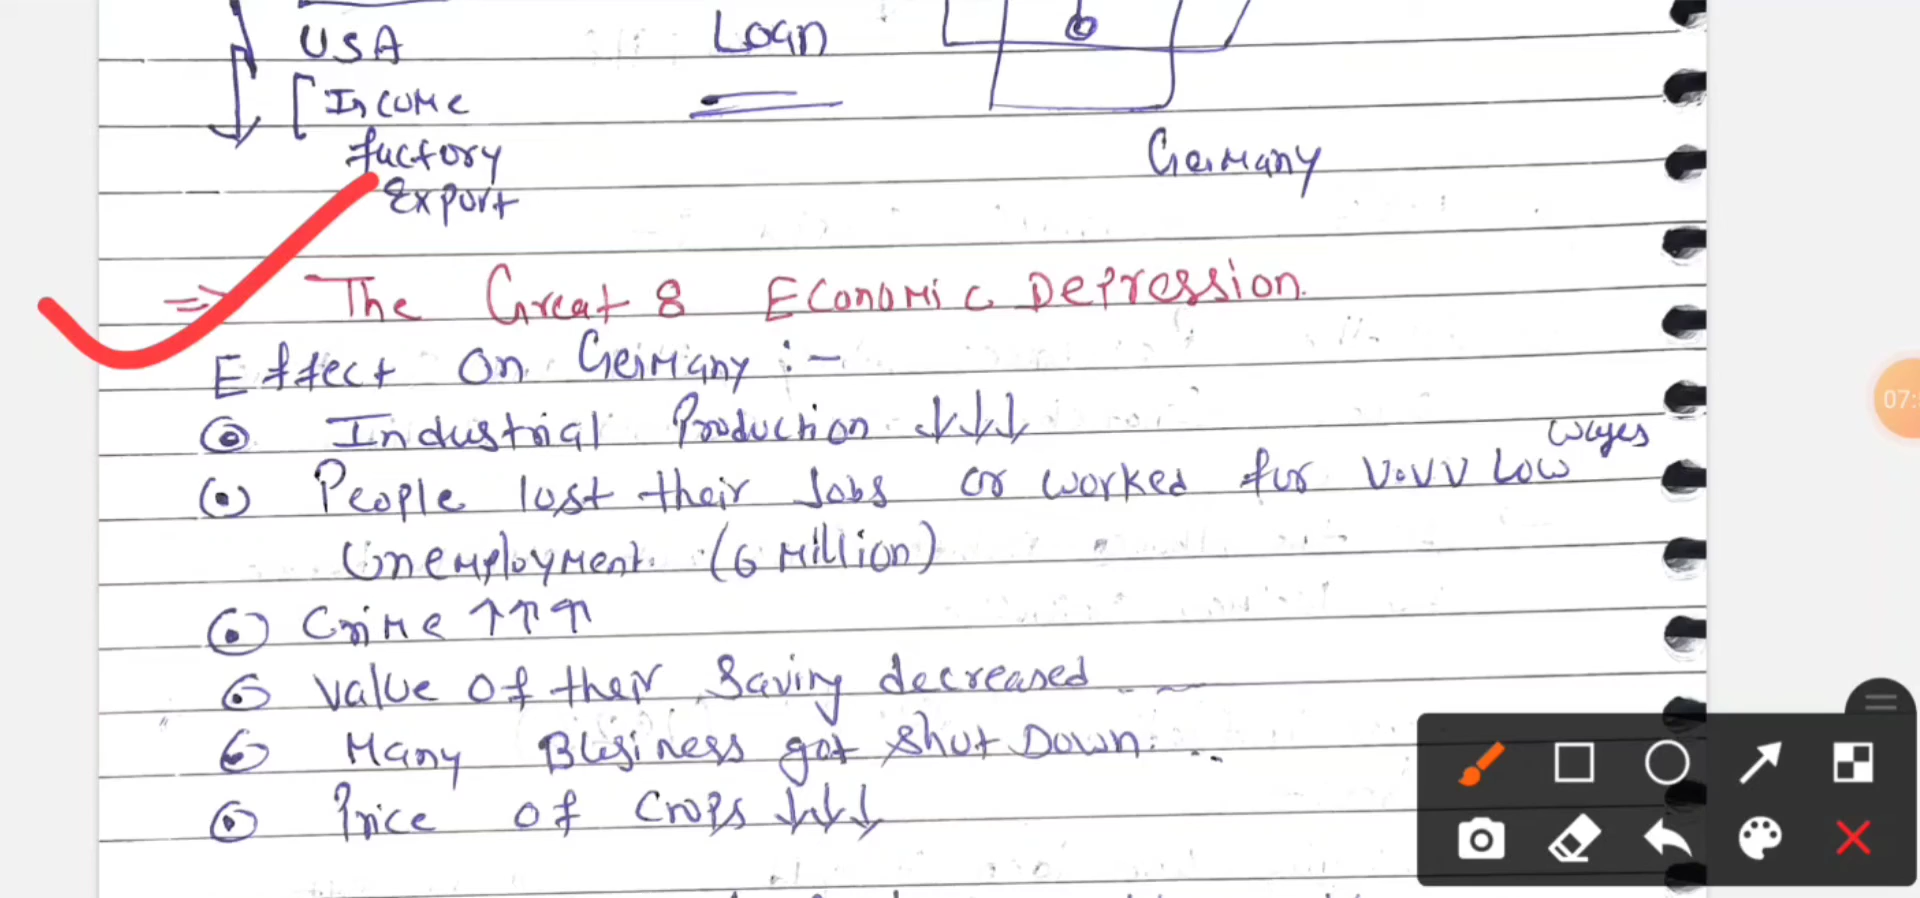 USA Loan
Income
factory
Export Germany
=> The Great & Economic Depression.
Effect on Germany :-
Industrial Production ↓↓↓
wages
People lost their Jobs or worked for V.V.V Low
Unemployment. (6 Million)
Crime ↑↑↑
Value of their Saving decreased
Many Business got Shut Down.
Price of Crops ↓↓↓
07: